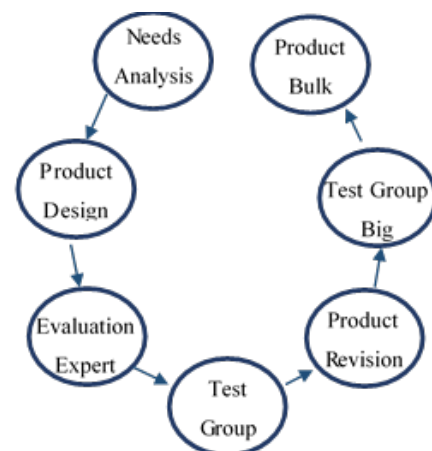 Needs
Analysis
Product
Design
Evaluation
Expert
Test
Group
Product
Revision
Test Group
Big
Product
Bulk